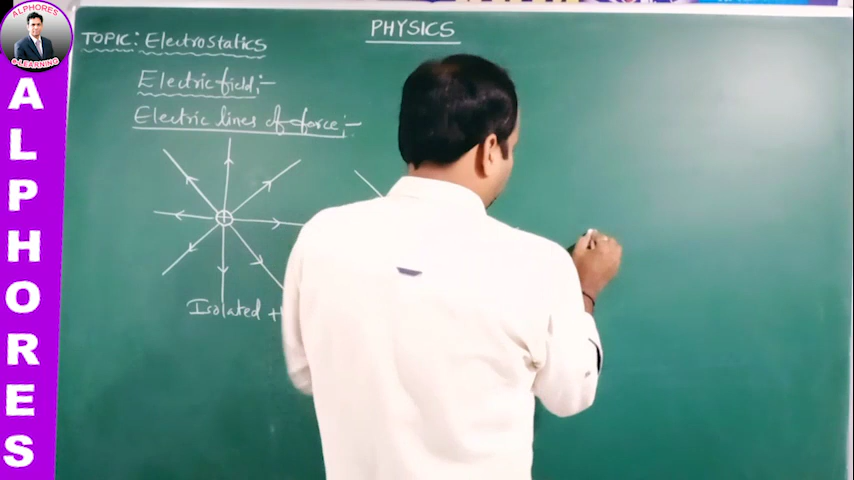 ALPHORES
e-LEARNING
ALPHORES
PHYSICS
TOPIC: Electrostatics
Electric field:-
Electric lines of force:-
+
Isolated +